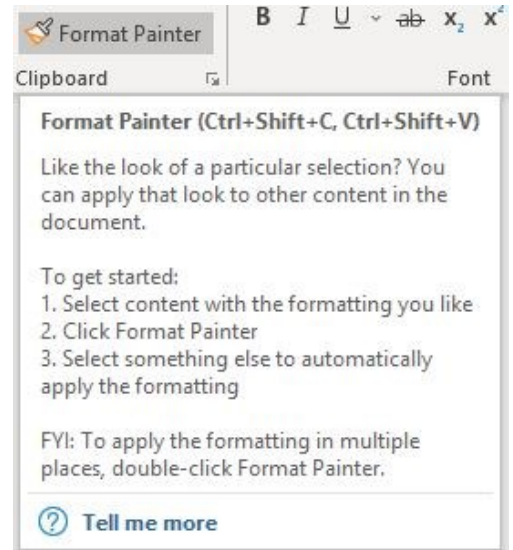 Format Painter
B I U ab x₂ x²
Clipboard
Font
Format Painter (Ctrl+Shift+C, Ctrl+Shift+V)
Like the look of a particular selection? You
can apply that look to other content in the
document.
To get started:
1. Select content with the formatting you like
2. Click Format Painter
3. Select something else to automatically
apply the formatting
FYI: To apply the formatting in multiple
places, double-click Format Painter.
Tell me more